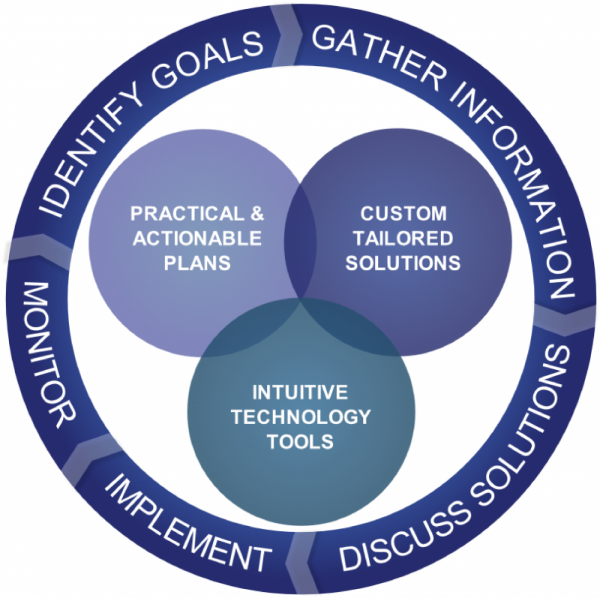 IDENTIFY GOALS
GATHER INFORMATION
DISCUSS SOLUTIONS
IMPLEMENT
MONITOR
PRACTICAL &
ACTIONABLE
PLANS
CUSTOM
TAILORED
SOLUTIONS
INTUITIVE
TECHNOLOGY
TOOLS